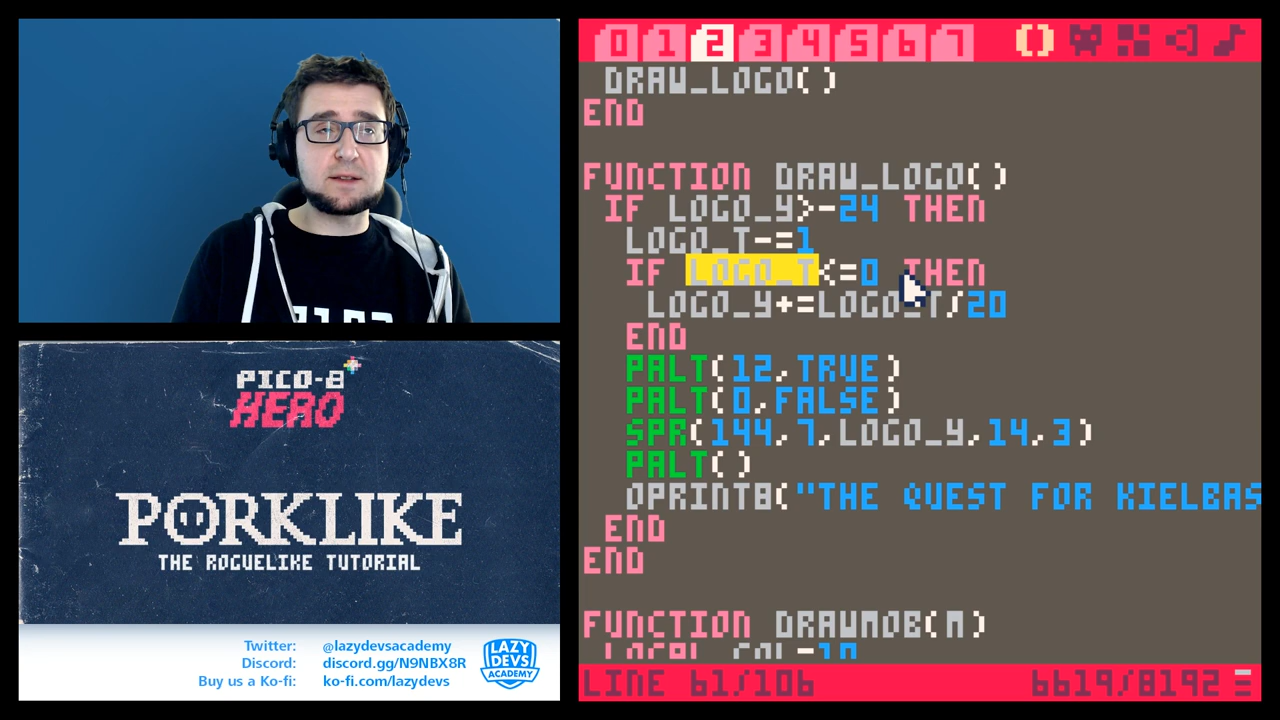 PICO-8
HERO
PORKLIKE
THE ROGUELIKE TUTORIAL
Twitter: @lazydevsacademy
Discord: discord.gg/N9NBX8R
Buy us a Ko-fi: ko-fi.com/lazydevs
LAZY
DEVS
ACADEMY
0 1 2 3 4 5 6 7
DRAW_LOGO()
END
FUNCTION DRAW_LOGO()
IF LOGO_Y>-24 THEN
LOGO_T-=1
IF LOGO_T<=0 THEN
LOGO_Y+=LOGO_T/20
END
PALT(12,TRUE)
PALT(0,FALSE)
SPR(144,7,LOGO_Y,14,3)
PALT()
OPRINT8("THE QUEST FOR KIELBAS
END
END
FUNCTION DRAWMOB(M)
LOCAL COL=10
LINE 61/106
6619/8192